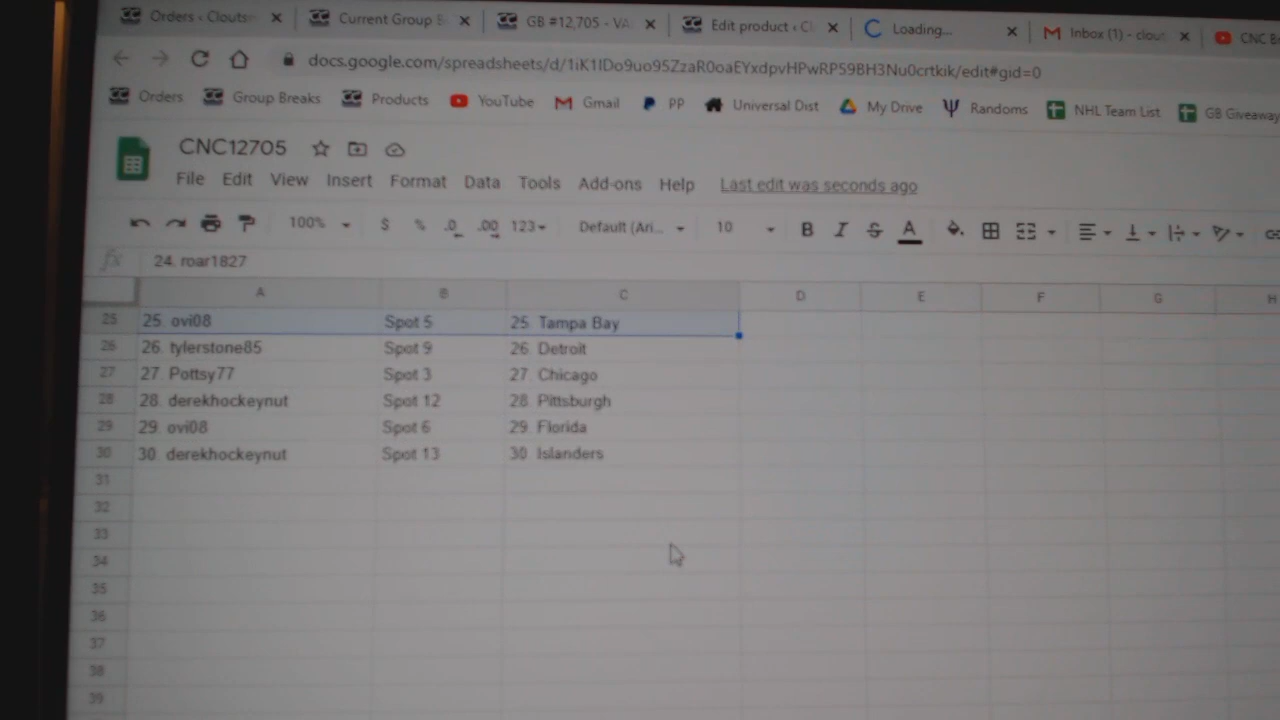 Orders ‹ Clouts
Current Group B
GB #12,705 - VA
Edit product ‹ Cl
Loading...
Inbox (1) - clout
CNC B
docs.google.com/spreadsheets/d/1iK1IDo9uo95ZzaR0oaEYxdpvHPwRP59BH3Nu0crtkik/edit#gid=0
Orders Group Breaks Products YouTube Gmail PP Universal Dist My Drive Randoms NHL Team List GB Giveaway
CNC12705
File Edit View Insert Format Data Tools Add-ons Help Last edit was seconds ago
100% $ % .0 .00 123 Default (Ari... 10 B I S A
fx 24. roar1827
A B C D E F G H
25 25. ovi08 Spot 5 25. Tampa Bay
26 26. tylerstone85 Spot 9 26. Detroit
27 27. Pottsy77 Spot 3 27. Chicago
28 28. derekhockeynut Spot 12 28. Pittsburgh
29 29. ovi08 Spot 6 29. Florida
30 30. derekhockeynut Spot 13 30. Islanders
31
32
33
34
35
36
37
38
39